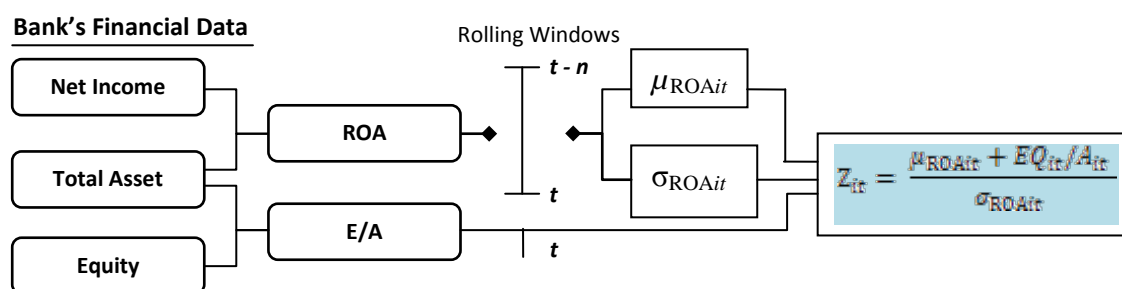 Bank's Financial Data
Rolling Windows
Net Income
Total Asset
Equity
ROA
E/A
t - n
t
t
μROAit
σROAit
Zit = μROAit + EQit/Ait
σROAit